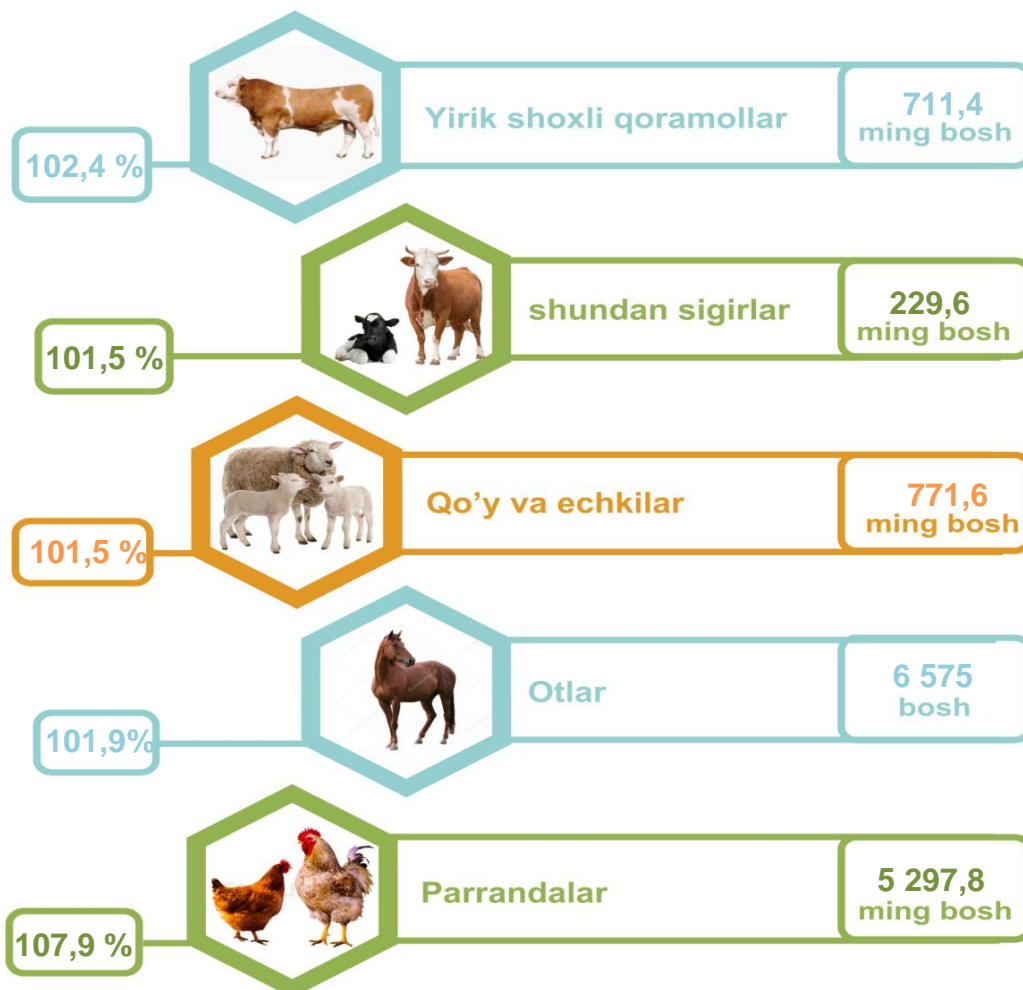 Yirik shoxli qoramollar
711,4
ming bosh
102,4 %
shundan sigirlar
229,6
ming bosh
101,5 %
Qo’y va echkilar
771,6
ming bosh
101,5 %
Otlar
6 575
bosh
101,9%
Parrandalar
5 297,8
ming bosh
107,9 %